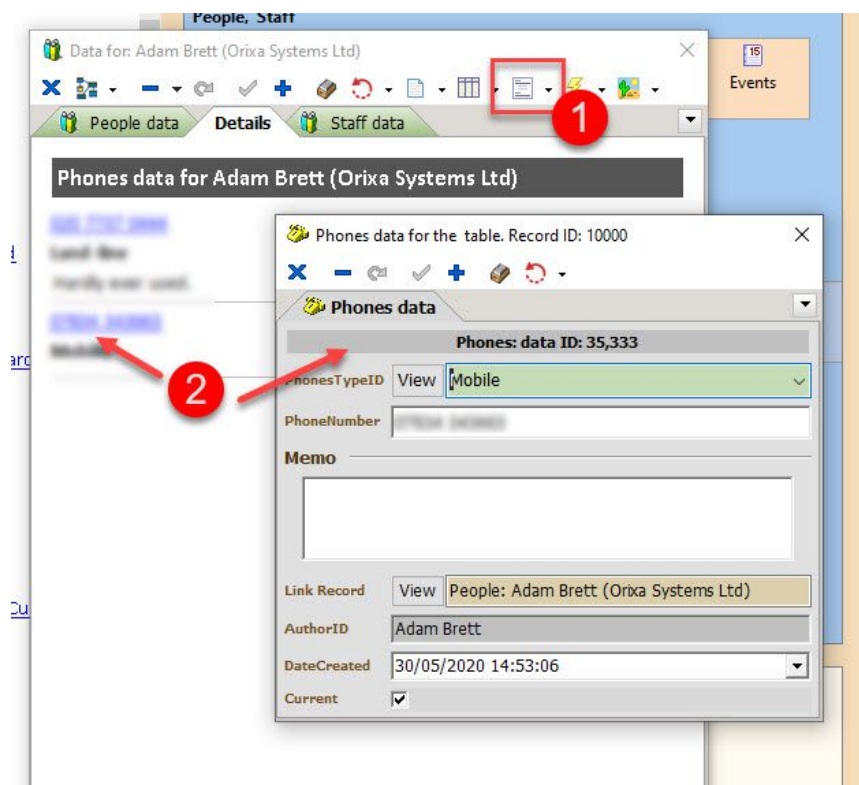 People, Staff
Data for: Adam Brett (Orixa Systems Ltd)
15
Events
1
People data
Details
Staff data
Phones data for Adam Brett (Orixa Systems Ltd)
Phones data for the table. Record ID: 10000
Phones data
Phones: data ID: 35,333
2
PhonesTypeID View Mobile
PhoneNumber
Memo
Link Record View People: Adam Brett (Orixa Systems Ltd)
AuthorID Adam Brett
DateCreated 30/05/2020 14:53:06
Current